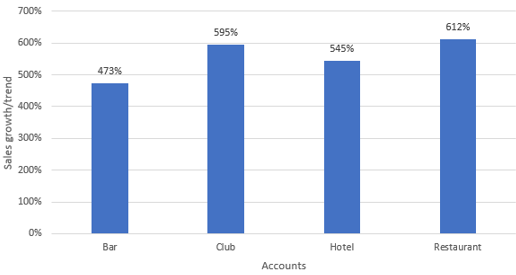 700%
600%
500%
400%
300%
200%
100%
0%
Sales growth/trend
473%
595%
545%
612%
Bar
Club
Hotel
Restaurant
Accounts